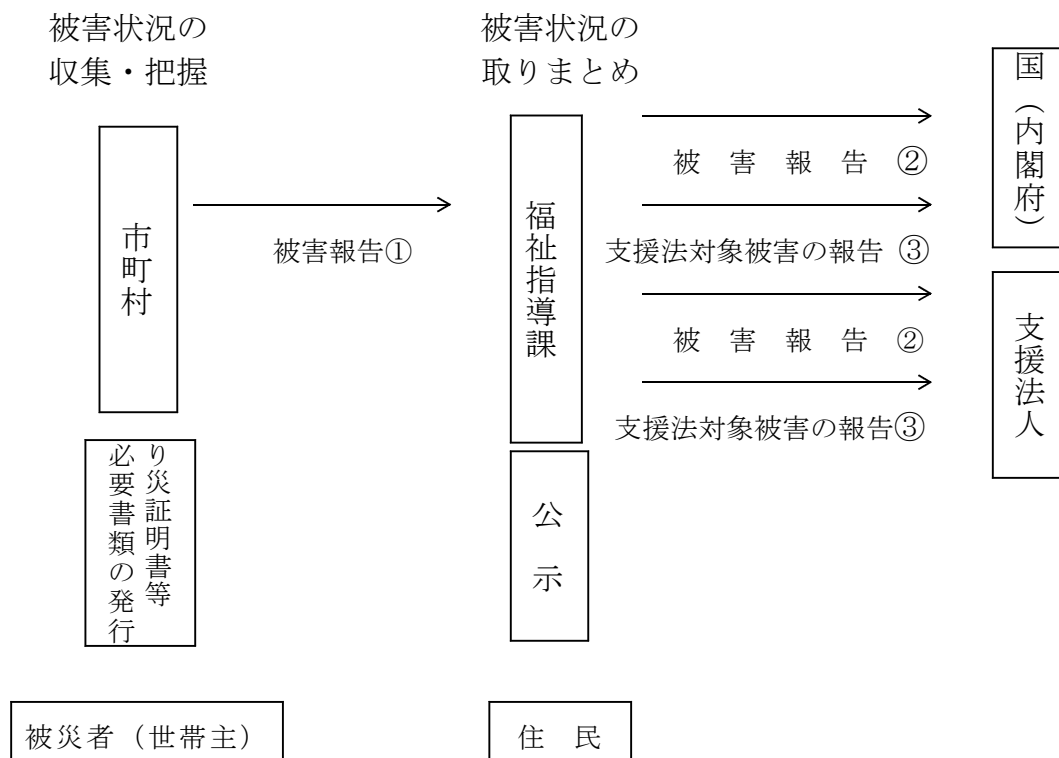 被害状況の
収集・把握
被害状況の
取りまとめ
市町村
被害報告①
福祉指導課
被害報告②
支援法対象被害の報告③
被害報告②
支援法対象被害の報告③
国（内閣府）
支援法人
り災証明書等
必要書類の発行
公示
被災者（世帯主）
住民